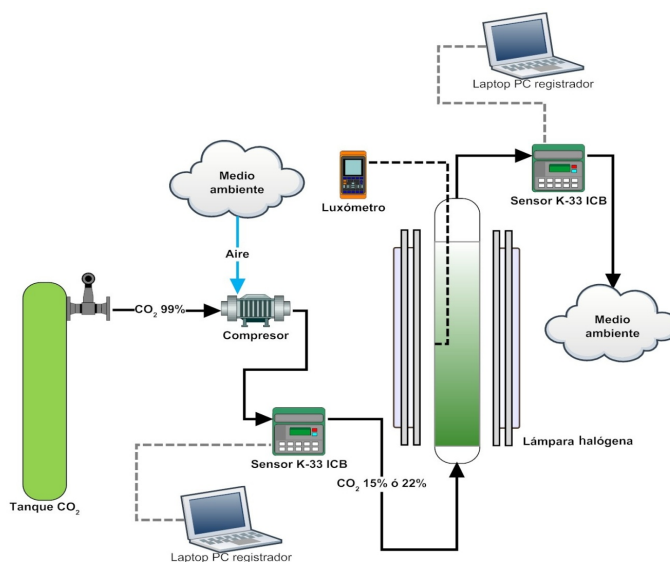 Laptop PC registrador
Medio
ambiente
Luxómetro
Sensor K-33 ICB
Aire
CO₂ 99%
Compresor
Medio
ambiente
Lámpara halógena
Sensor K-33 ICB
CO₂ 15% ó 22%
Tanque CO₂
Laptop PC registrador